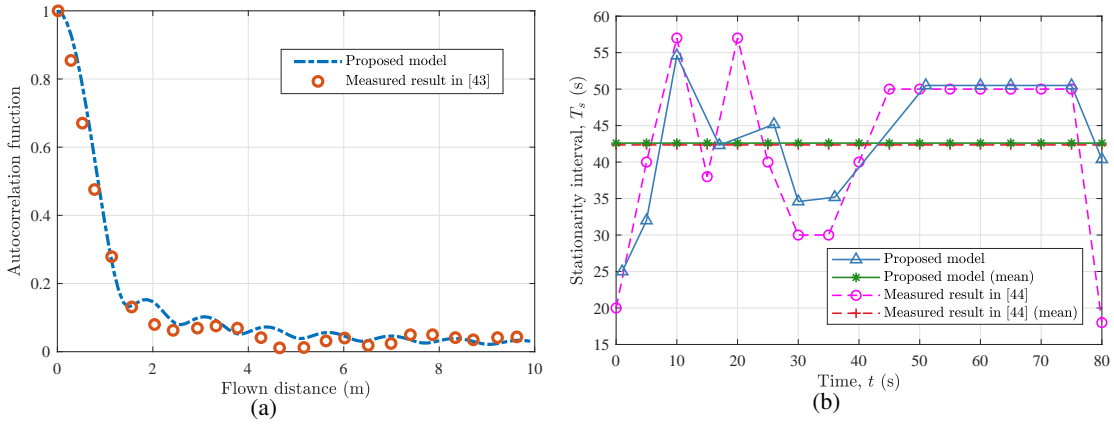 1
0.8
0.6
0.4
0.2
0
0
2
4
6
8
10
Autocorrelation function
Flown distance (m)
Proposed model
Measured result in [43]
(a)
60
55
50
45
40
35
30
25
20
15
0
10
20
30
40
50
60
70
80
Stationarity interval, Tₛ (s)
Time, t (s)
Proposed model
Proposed model (mean)
Measured result in [44]
Measured result in [44] (mean)
(b)